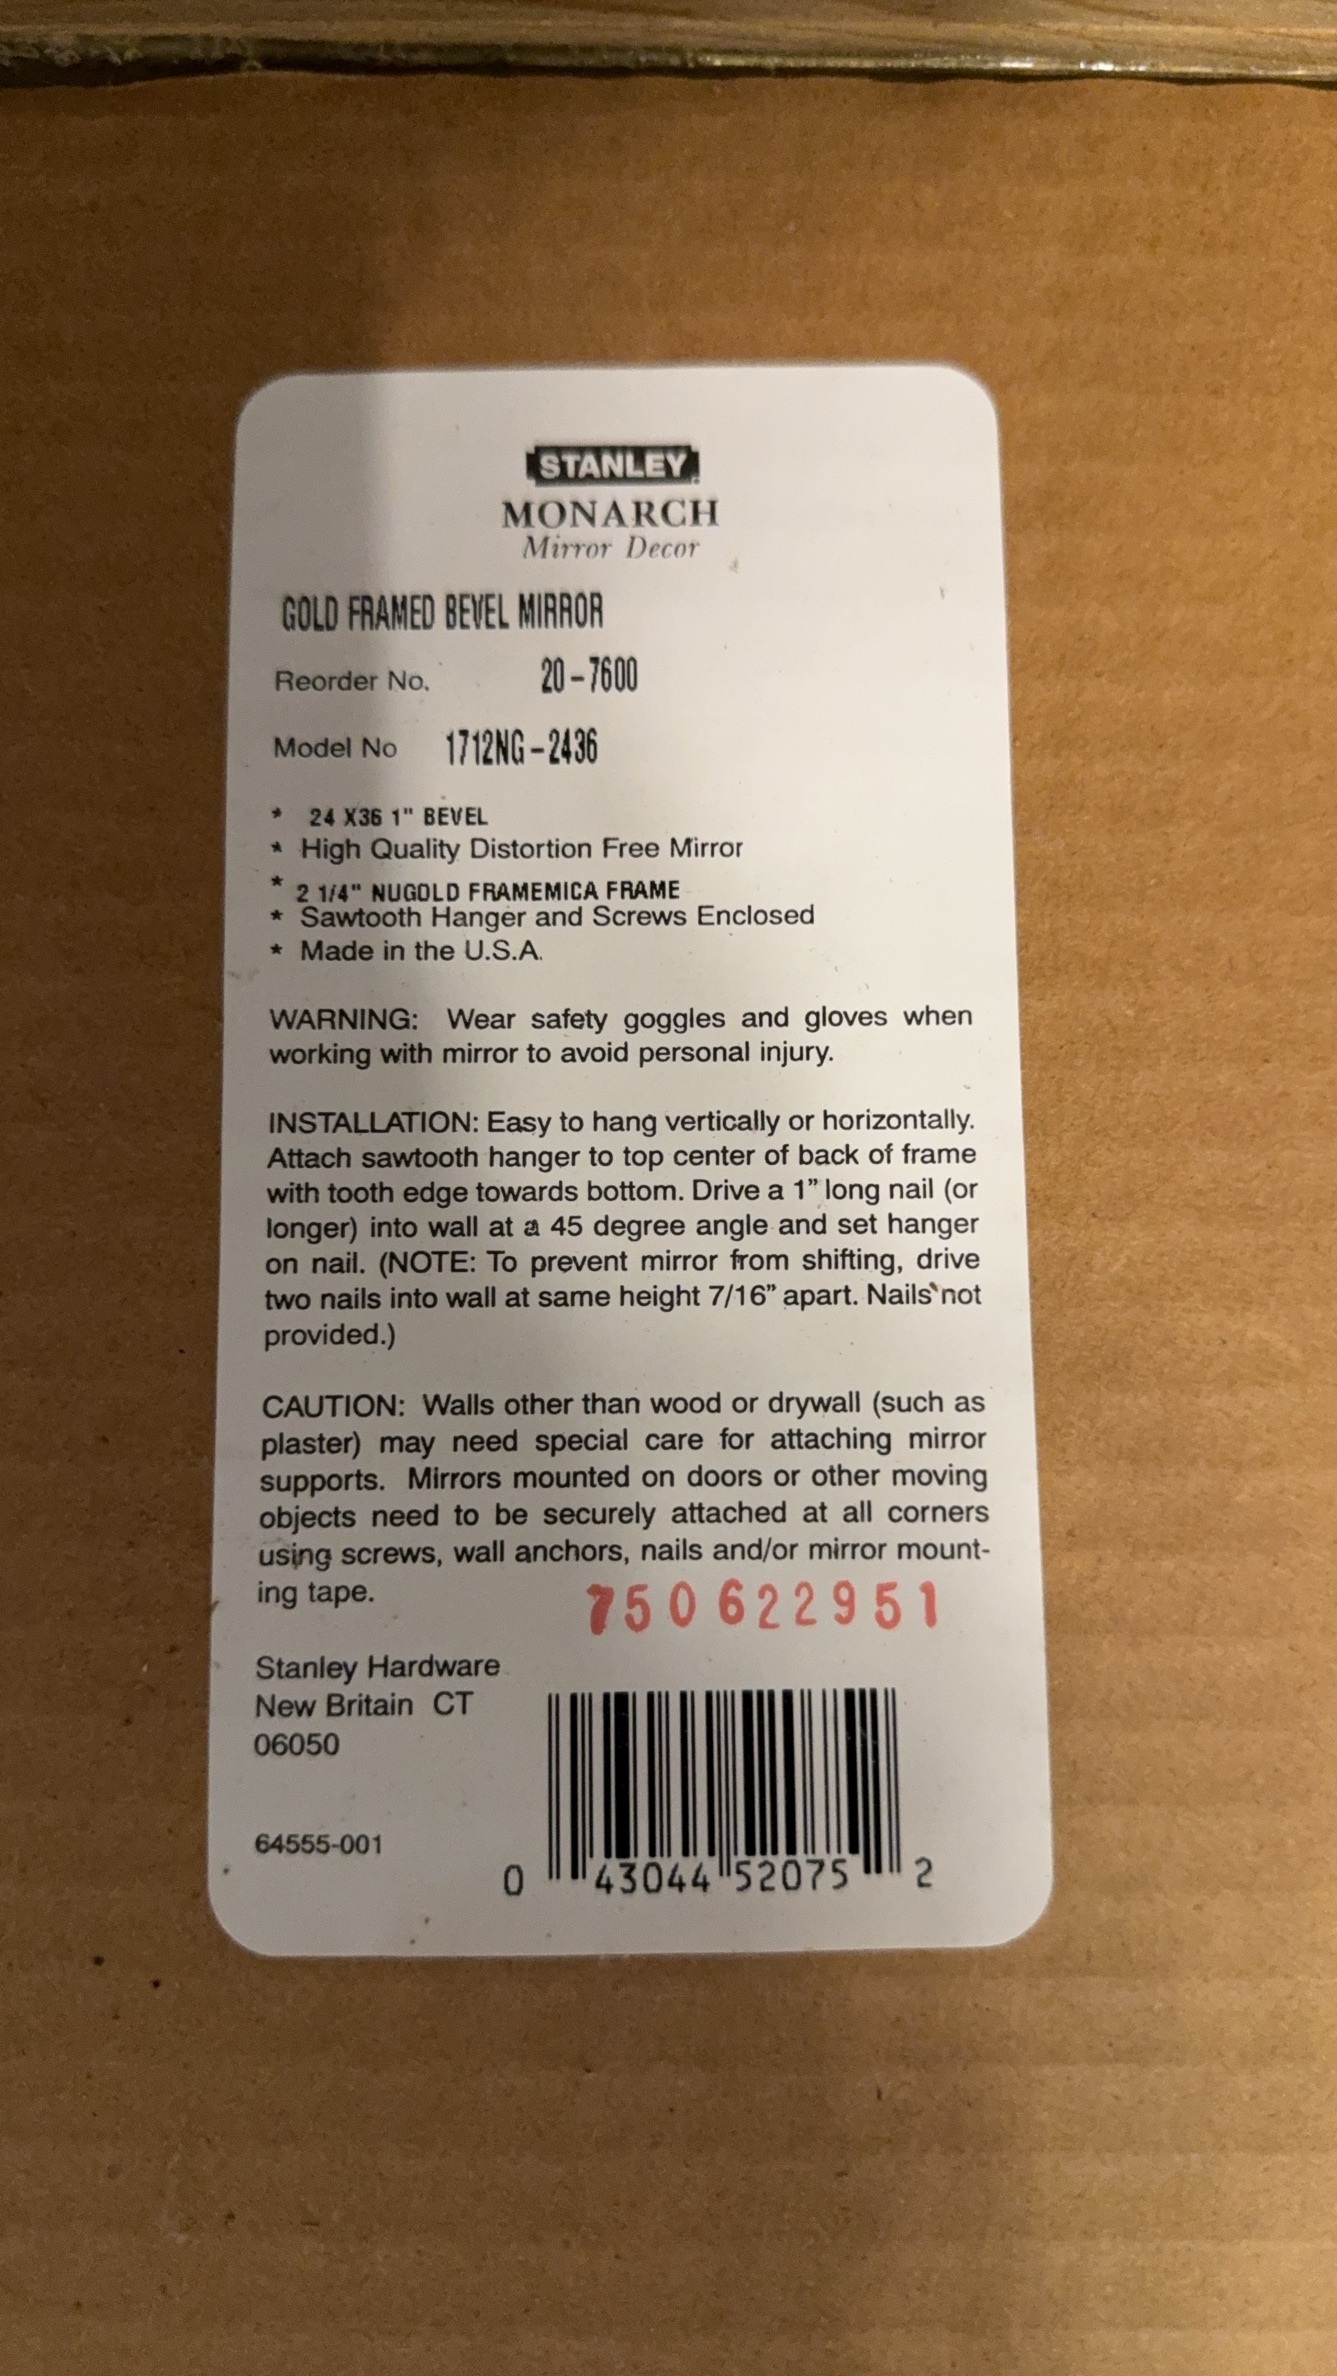 STANLEY
MONARCH
Mirror Decor
GOLD FRAMED BEVEL MIRROR
Reorder No. 20-7600
Model No 1712NG-2436
* 24 X36 1" BEVEL
* High Quality Distortion Free Mirror
* 2 1/4" NUGOLD FRAMEMICA FRAME
* Sawtooth Hanger and Screws Enclosed
* Made in the U.S.A.
WARNING: Wear safety goggles and gloves when
working with mirror to avoid personal injury.
INSTALLATION: Easy to hang vertically or horizontally.
Attach sawtooth hanger to top center of back of frame
with tooth edge towards bottom. Drive a 1” long nail (or
longer) into wall at a 45 degree angle and set hanger
on nail. (NOTE: To prevent mirror from shifting, drive
two nails into wall at same height 7/16” apart. Nails not
provided.)
CAUTION: Walls other than wood or drywall (such as
plaster) may need special care for attaching mirror
supports. Mirrors mounted on doors or other moving
objects need to be securely attached at all corners
using screws, wall anchors, nails and/or mirror mount-
ing tape.
750622951
Stanley Hardware
New Britain CT
06050
64555-001
0 43044 52075 2